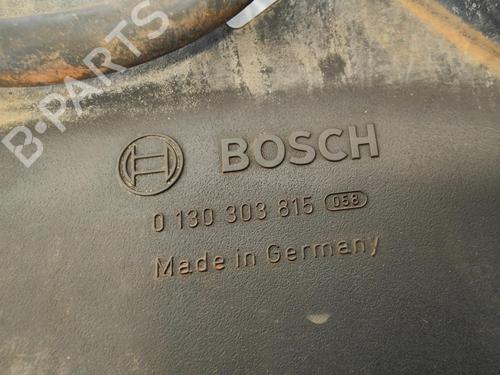 B-PARTS
BOSCH
0 130 303 815 058
Made in Germany